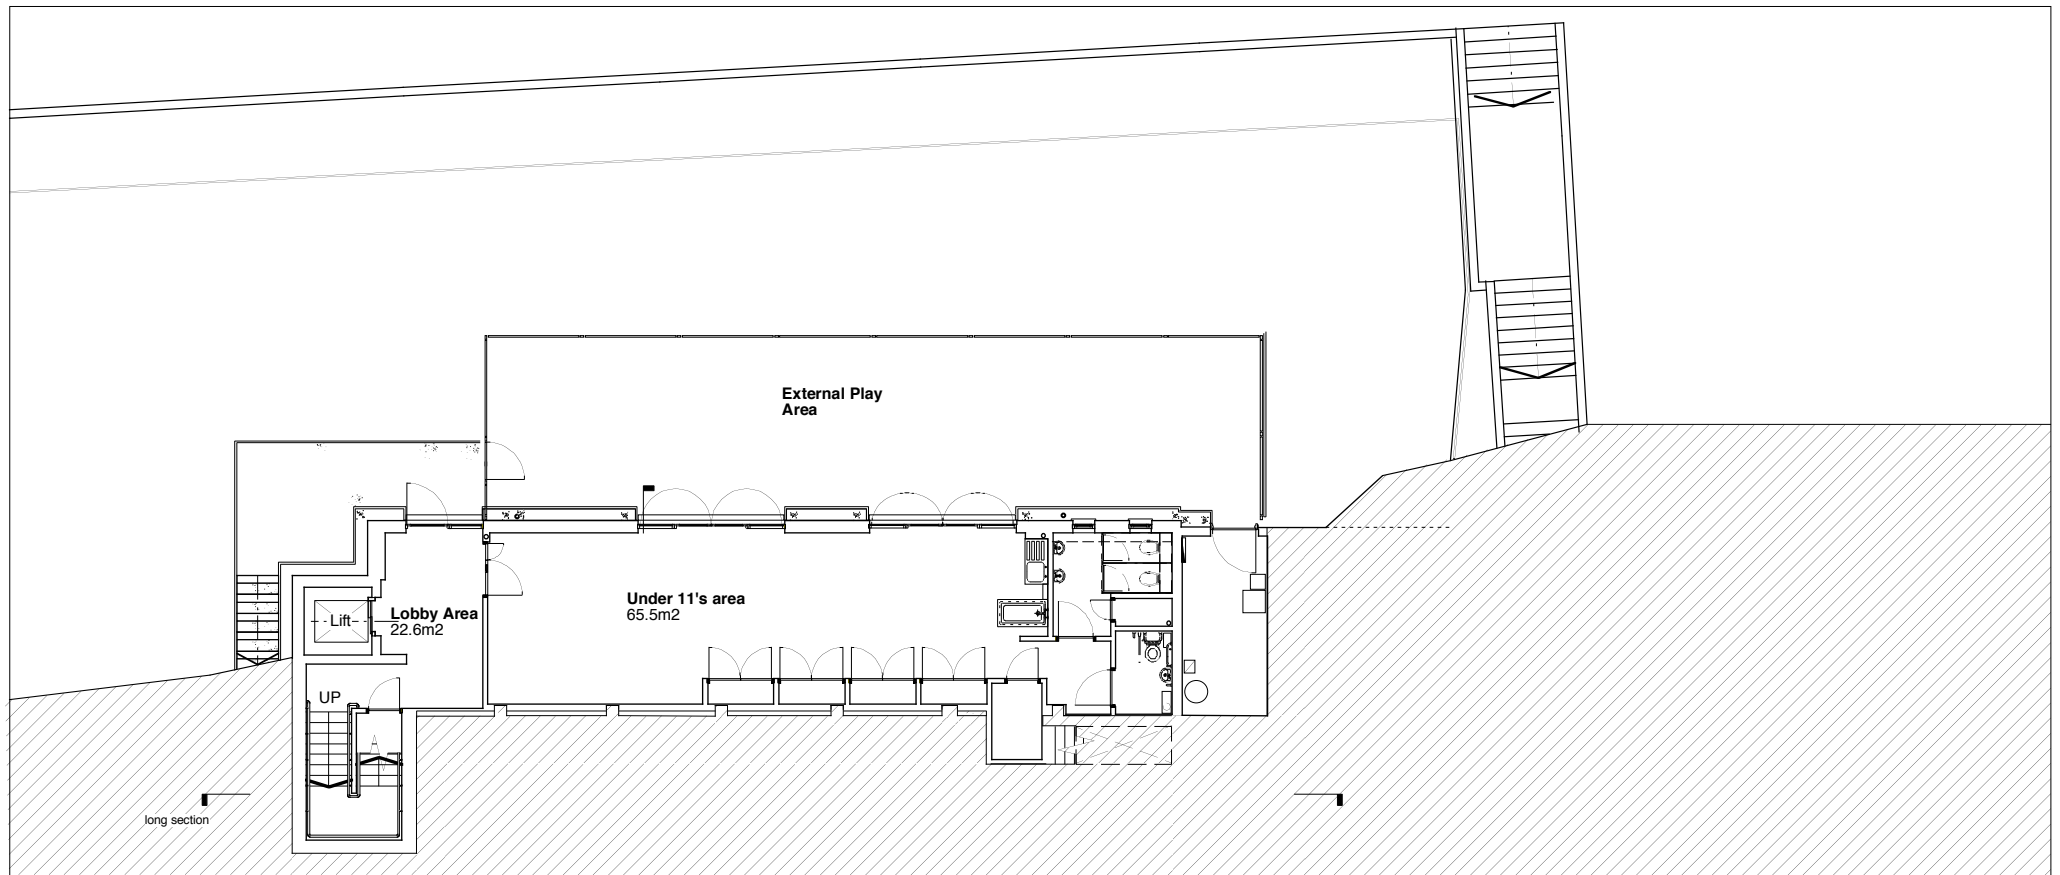 External Play
Area
Under 11's area
65.5m2
Lift
Lobby Area
22.6m2
UP
long section